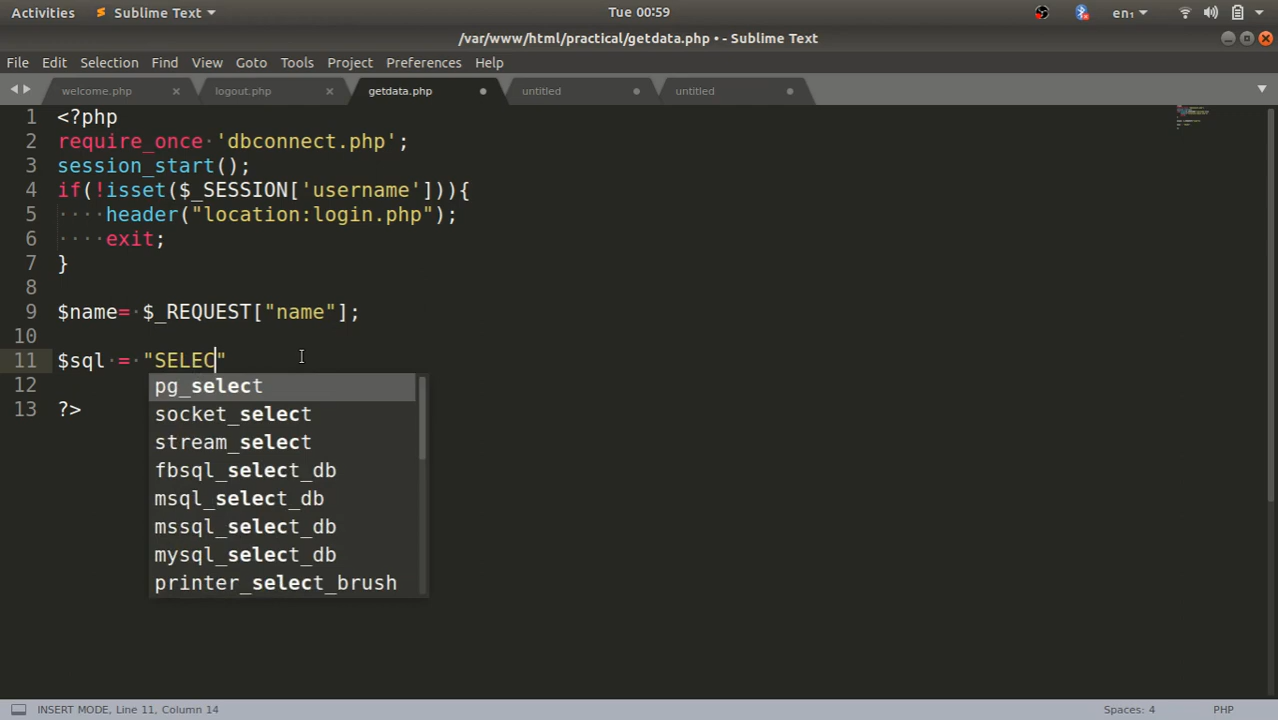 Activities Sublime Text Tue 00:59 en₁
/var/www/html/practical/getdata.php • - Sublime Text
File Edit Selection Find View Goto Tools Project Preferences Help
welcome.php logout.php getdata.php untitled untitled
1 <?php
2 require_once 'dbconnect.php';
3 session_start();
4 if(!isset($_SESSION['username'])){
5 ····header("location:login.php");
6 ····exit;
7 }
8
9 $name=·$_REQUEST["name"];
10
11 $sql·=·"SELEC"
pg_select
socket_select
stream_select
fbsql_select_db
msql_select_db
mssql_select_db
mysql_select_db
printer_select_brush
12
13 ?>
INSERT MODE, Line 11, Column 14 Spaces: 4 PHP